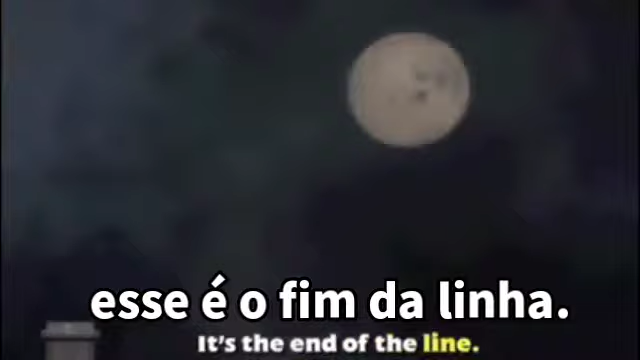 esse é o fim da linha.
It's the end of the line.